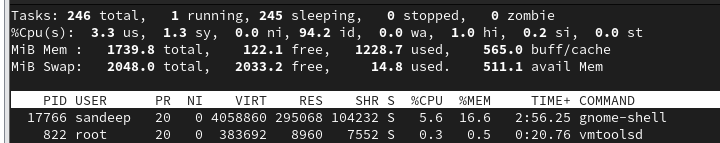 Tasks: 246 total,   1 running, 245 sleeping,   0 stopped,   0 zombie
%Cpu(s):  3.3 us,  1.3 sy,  0.0 ni, 94.2 id,  0.0 wa,  1.0 hi,  0.2 si,  0.0 st
MiB Mem :   1739.8 total,    122.1 free,   1228.7 used,    565.0 buff/cache
MiB Swap:   2048.0 total,   2033.2 free,     14.8 used.    511.1 avail Mem
PID USER      PR  NI    VIRT    RES    SHR S  %CPU  %MEM     TIME+ COMMAND
17766 sandeep   20   0 4058860 295068 104232 S   5.6  16.6   2:56.25 gnome-shell
822 root      20   0  383692   8960   7552 S   0.3   0.5   0:20.76 vmtoolsd